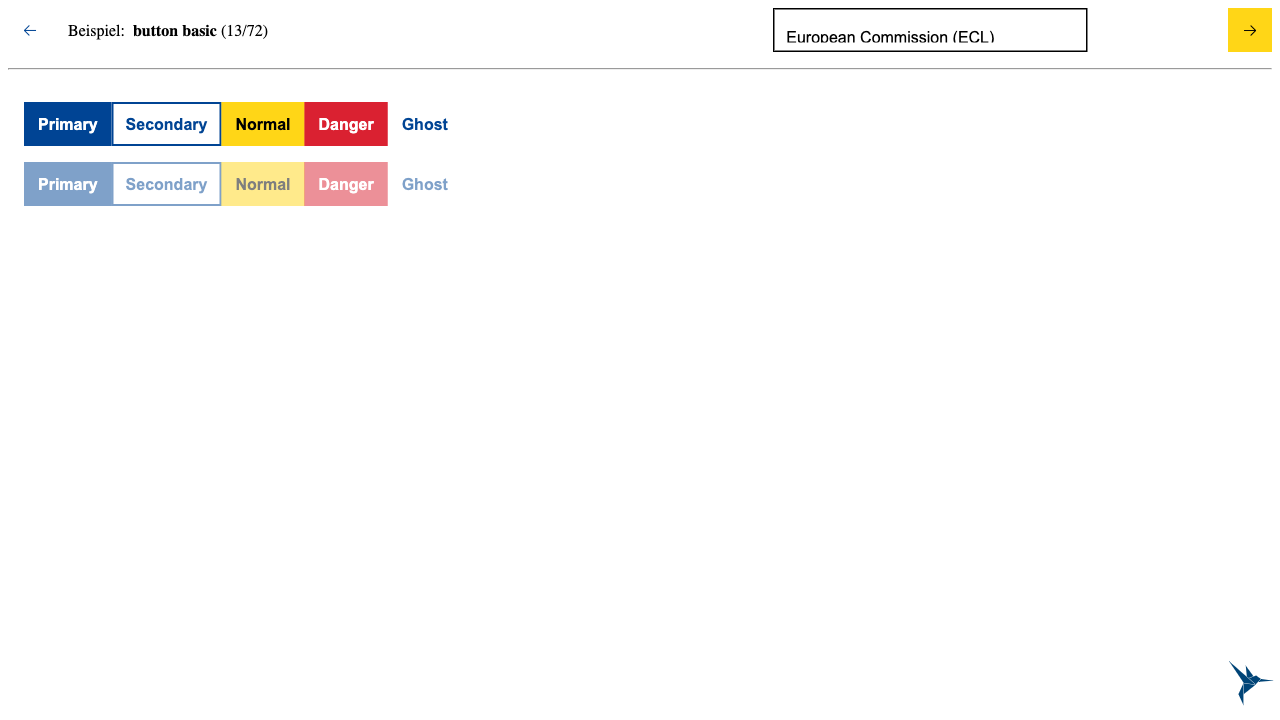 ← Beispiel: button basic (13/72) European Commission (ECL) →
Primary Secondary Normal Danger Ghost
Primary Secondary Normal Danger Ghost